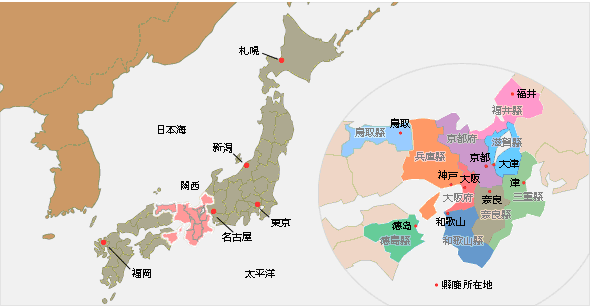 札幌
日本海
新潟
関西
東京
名古屋
福岡
太平洋
福井
福井縣
鳥取
鳥取縣
京都府
滋賀縣
兵庫縣
京都
大津
神戸
大阪
津
大阪府
奈良
三重縣
奈良縣
徳島
和歌山
徳島縣
和歌山縣
縣廳所在地